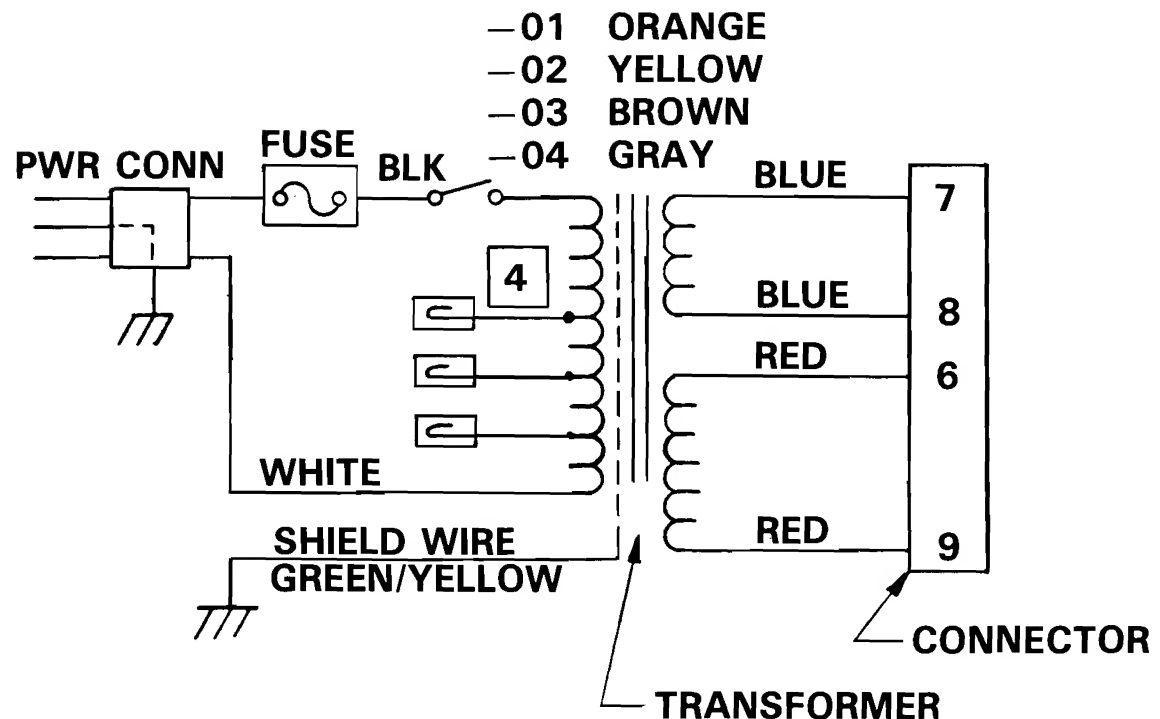 —01 ORANGE
—02 YELLOW
—03 BROWN
—04 GRAY
PWR CONN
FUSE
BLK
4
WHITE
SHIELD WIRE
GREEN/YELLOW
BLUE
7
BLUE
8
RED
6
RED
9
CONNECTOR
TRANSFORMER